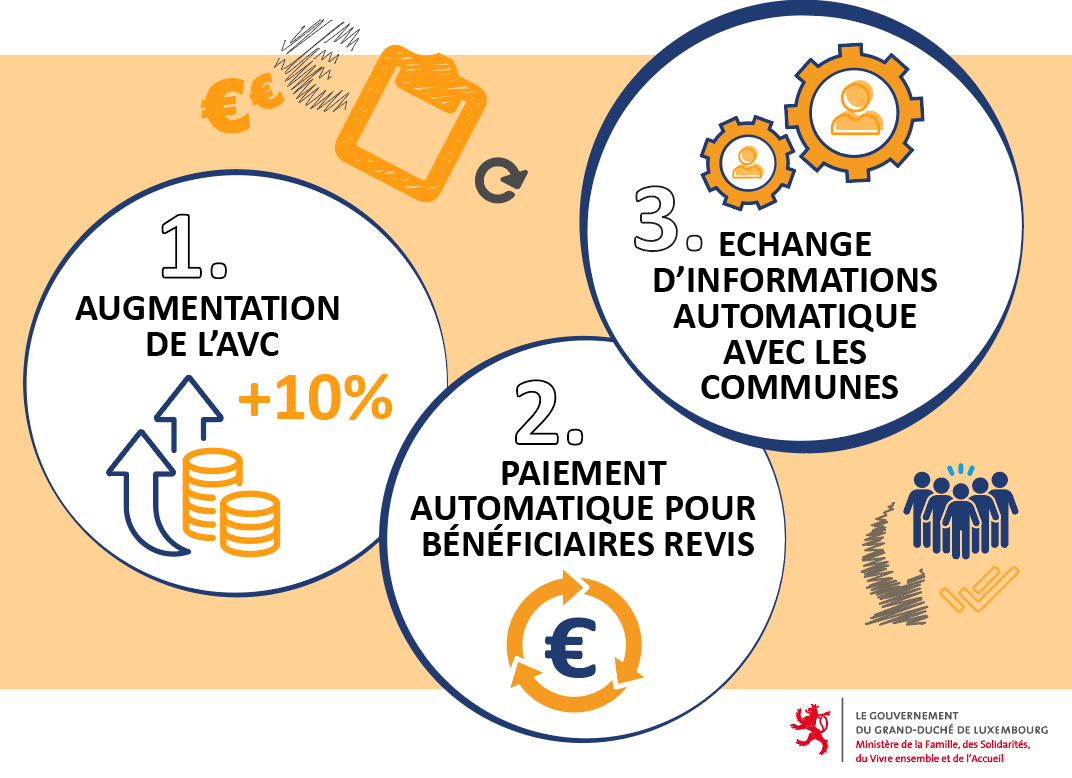 1.
AUGMENTATION
DE L’AVC
+10%
2.
PAIEMENT
AUTOMATIQUE POUR
BÉNÉFICIAIRES REVIS
€
3.
ECHANGE
D’INFORMATIONS
AUTOMATIQUE
AVEC LES
COMMUNES
€ € €
LE GOUVERNEMENT
DU GRAND-DUCHÉ DE LUXEMBOURG
Ministère de la Famille, des Solidarités,
du Vivre ensemble et de l’Accueil